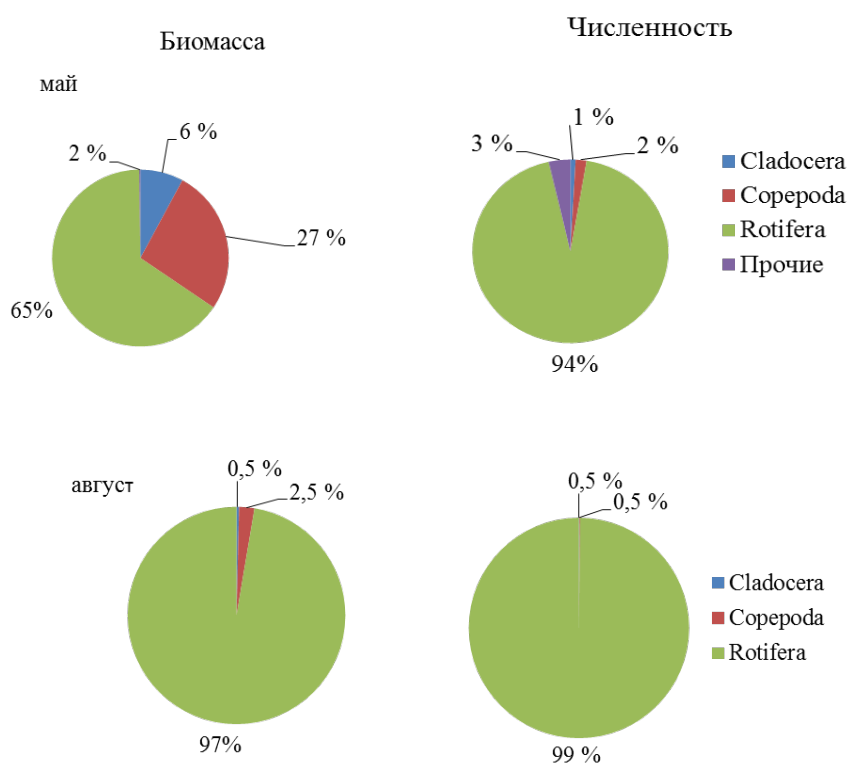 Биомасса
Численность
май
2 %
6 %
27 %
65%
3 %
1 %
2 %
94%
Cladocera
Copepoda
Rotifera
Прочие
август
0,5 %
2,5 %
97%
0,5 %
0,5 %
99 %
Cladocera
Copepoda
Rotifera